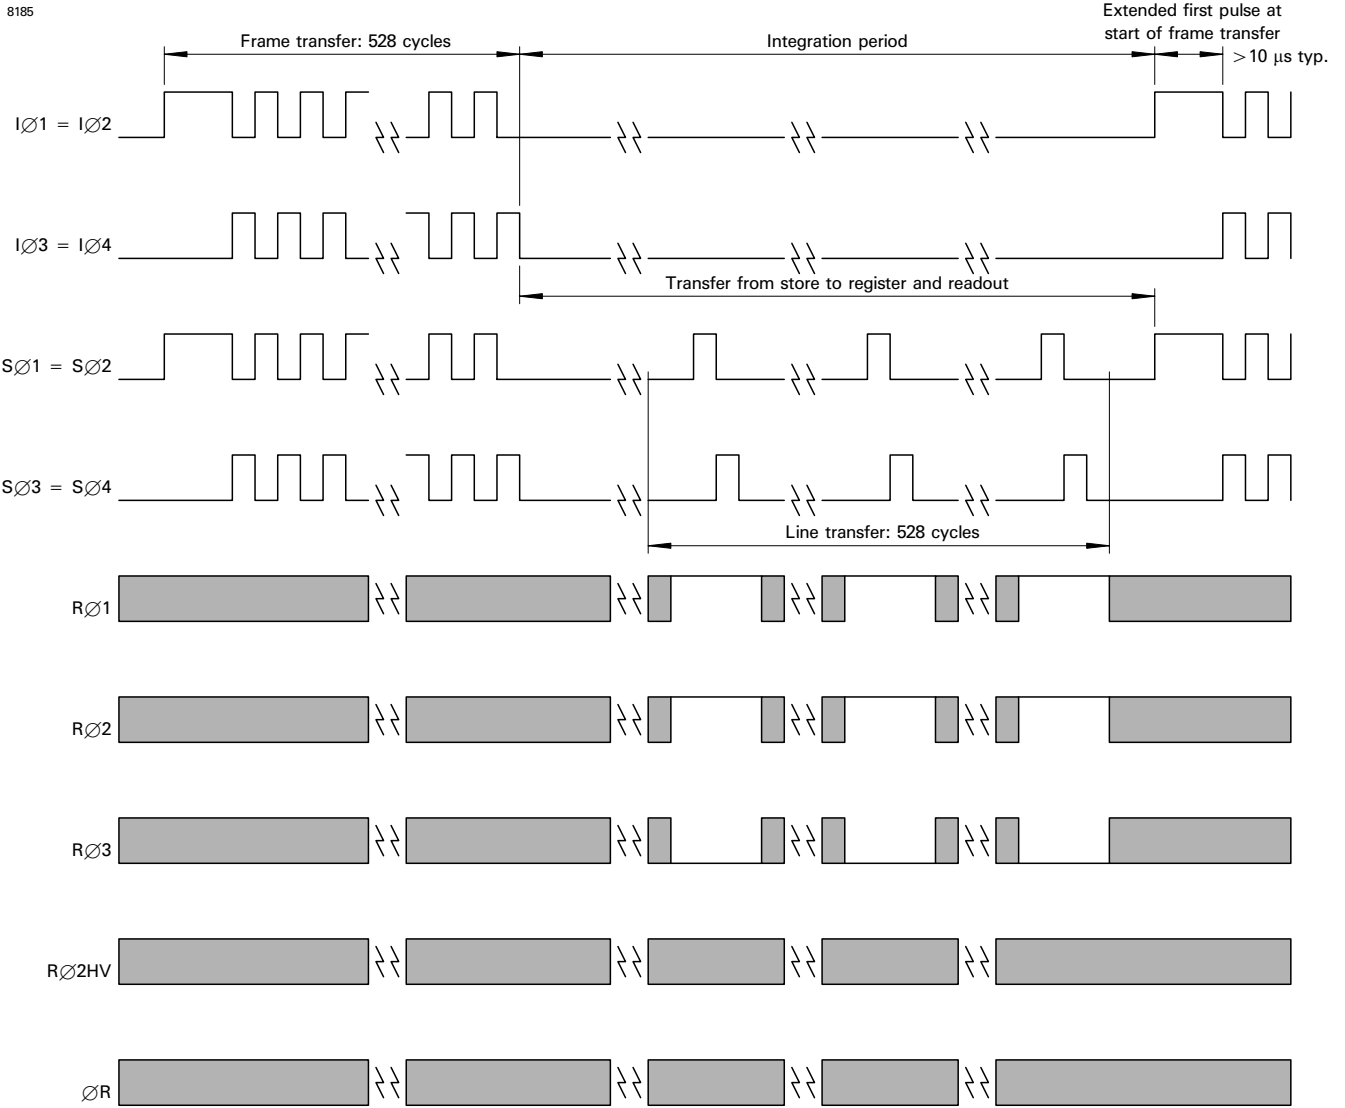 8185
Extended first pulse at
start of frame transfer
>10 µs typ.
Frame transfer: 528 cycles
Integration period
I∅1 = I∅2
I∅3 = I∅4
Transfer from store to register and readout
S∅1 = S∅2
S∅3 = S∅4
Line transfer: 528 cycles
R∅1
R∅2
R∅3
R∅2HV
∅R